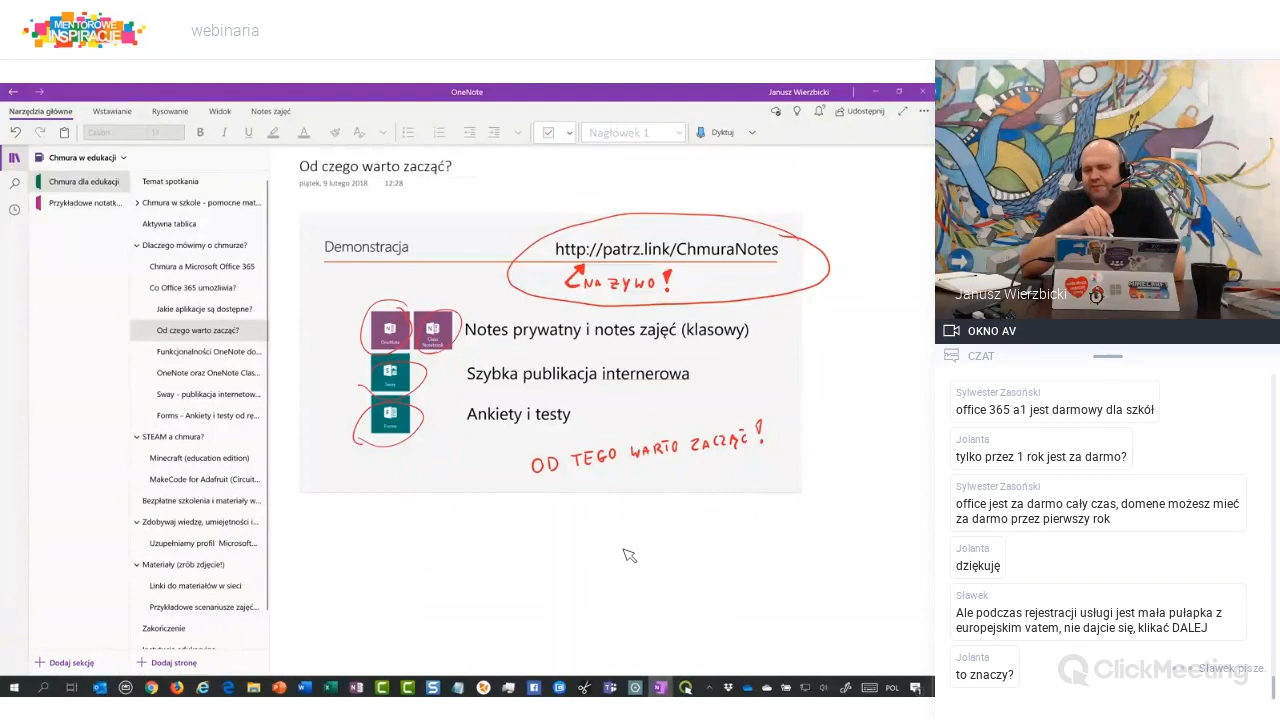 MENTOROWE
INSPIRACJE
webinaria
OneNote
Janusz Wierzbicki
Narzędzia główne
Wstawianie
Rysowanie
Widok
Notes zajęć
Udostępnij
Calibri
17
B
I
U
A
Nagłówek 1
Dyktuj
Chmura w edukacji
Chmura dla edukacji
Przykładowe notatk...
Temat spotkania
Chmura w szkole - pomocne mat...
Aktywna tablica
Dlaczego mówimy o chmurze?
Chmura a Microsoft Office 365
Co Office 365 umożliwia?
Jakie aplikacje są dostępne?
Od czego warto zacząć?
Funkcjonalności OneNote do...
OneNote oraz OneNote Clas...
Sway - publikacja internetow...
Forms - Ankiety i testy od rę...
STEAM a chmura?
Minecraft (education edition)
MakeCode for Adafruit (Circuit...
Bezpłatne szkolenia i materiały w...
Zdobywaj wiedzę, umiejętności i...
Uzupełniamy profil Microsoft...
Materiały (zrób zdjęcie!)
Linki do materiałów w sieci
Przykładowe scenariusze zajęć...
Zakończenie
Dodaj sekcję
Dodaj stronę
Od czego warto zacząć?
piątek, 9 lutego 2018 12:28
Demonstracja
http://patrz.link/ChmuraNotes
NA ŻYWO!
OneNote
Class Notebook
Notes prywatny i notes zajęć (klasowy)
Sway
Szybka publikacja internerowa
Forms
Ankiety i testy
OD TEGO WARTO ZACZĄĆ!
POL
Janusz Wierzbicki
OKNO AV
CZAT
Sylwester Zasoński
office 365 a1 jest darmowy dla szkół
Jolanta
tylko przez 1 rok jest za darmo?
Sylwester Zasoński
office jest za darmo cały czas, domene możesz mieć
za darmo przez pierwszy rok
Jolanta
dziękuję
Sławek
Ale podczas rejestracji usługi jest mała pułapka z
europejskim vatem, nie dajcie się, klikać DALEJ
Jolanta
to znaczy?
Sławek pisze.
ClickMeeting